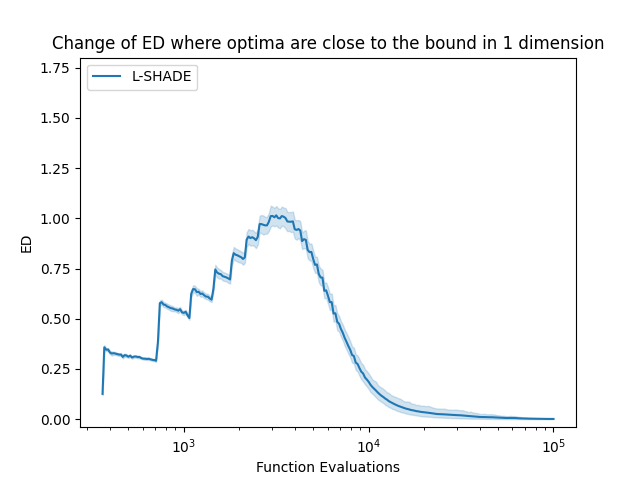 Change of ED where optima are close to the bound in 1 dimension
L-SHADE
1.75
1.50
1.25
1.00
0.75
0.50
0.25
0.00
ED
10³
10⁴
10⁵
Function Evaluations